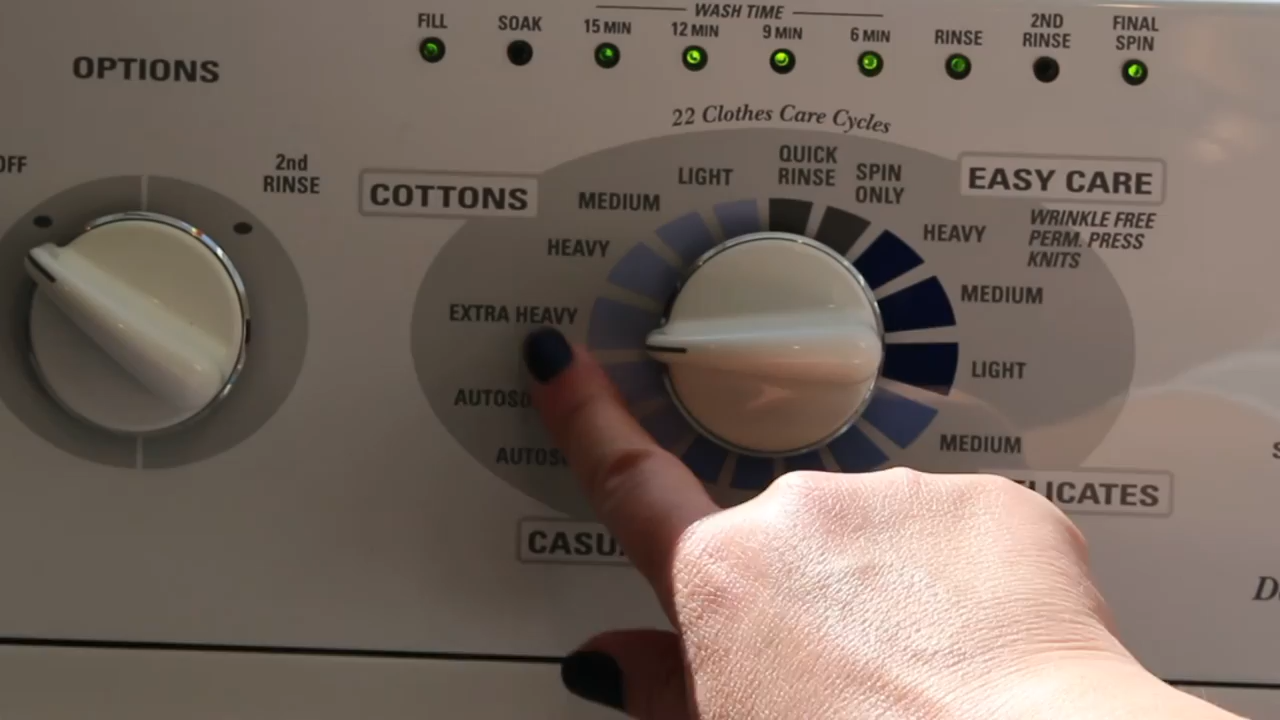 WASH TIME
FILL
SOAK
15 MIN
12 MIN
9 MIN
6 MIN
RINSE
2ND
RINSE
FINAL
SPIN
OPTIONS
22 Clothes Care Cycles
OFF
2nd
RINSE
COTTONS
MEDIUM
LIGHT
QUICK
RINSE
SPIN
ONLY
EASY CARE
WRINKLE FREE
PERM. PRESS
KNITS
HEAVY
HEAVY
MEDIUM
EXTRA HEAVY
LIGHT
MEDIUM